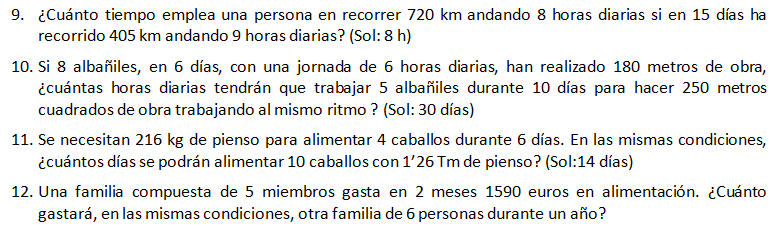 9. ¿Cuánto tiempo emplea una persona en recorrer 720 km andando 8 horas diarias si en 15 días ha
recorrido 405 km andando 9 horas diarias? (Sol: 8 h)
10. Si 8 albañiles, en 6 días, con una jornada de 6 horas diarias, han realizado 180 metros de obra,
¿cuántas horas diarias tendrán que trabajar 5 albañiles durante 10 días para hacer 250 metros
cuadrados de obra trabajando al mismo ritmo ? (Sol: 30 días)
11. Se necesitan 216 kg de pienso para alimentar 4 caballos durante 6 días. En las mismas condiciones,
¿cuántos días se podrán alimentar 10 caballos con 1’26 Tm de pienso? (Sol:14 días)
12. Una familia compuesta de 5 miembros gasta en 2 meses 1590 euros en alimentación. ¿Cuánto
gastará, en las mismas condiciones, otra familia de 6 personas durante un año?